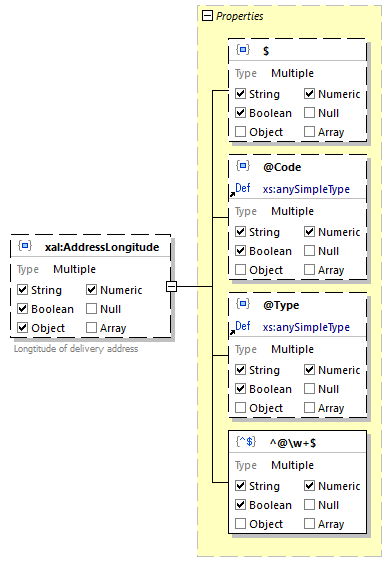 Properties
$
Type Multiple
String Numeric
Boolean Null
Object Array
@Code
Def xs:anySimpleType
Type Multiple
String Numeric
Boolean Null
Object Array
xal:AddressLongitude
Type Multiple
String Numeric
Boolean Null
Object Array
Longtitude of delivery address
@Type
Def xs:anySimpleType
Type Multiple
String Numeric
Boolean Null
Object Array
{^$} ^@\w+$
Type Multiple
String Numeric
Boolean Null
Object Array